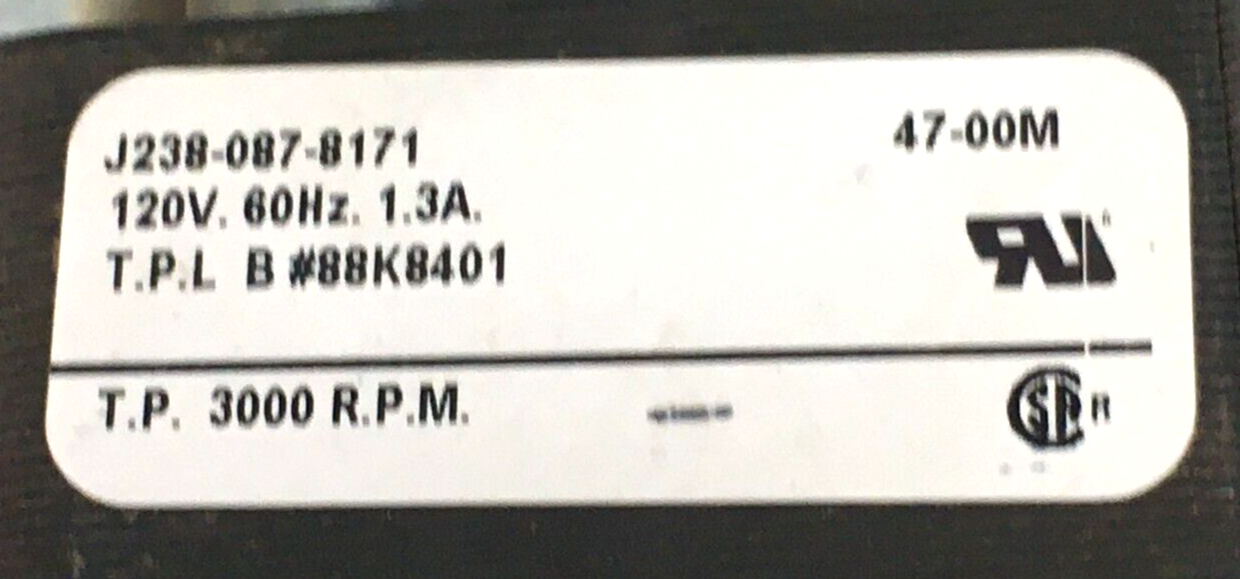 J238-087-8171 47-00M
120V. 60Hz. 1.3A.
T.P.L B #88K8401
T.P. 3000 R.P.M.